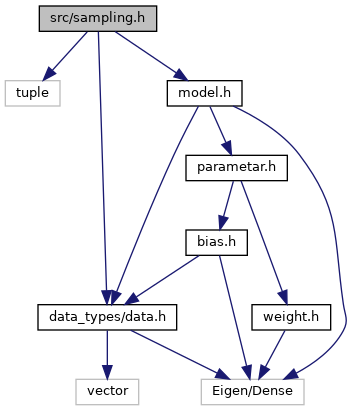 src/sampling.h
tuple
model.h
parametar.h
bias.h
data_types/data.h
weight.h
vector
Eigen/Dense